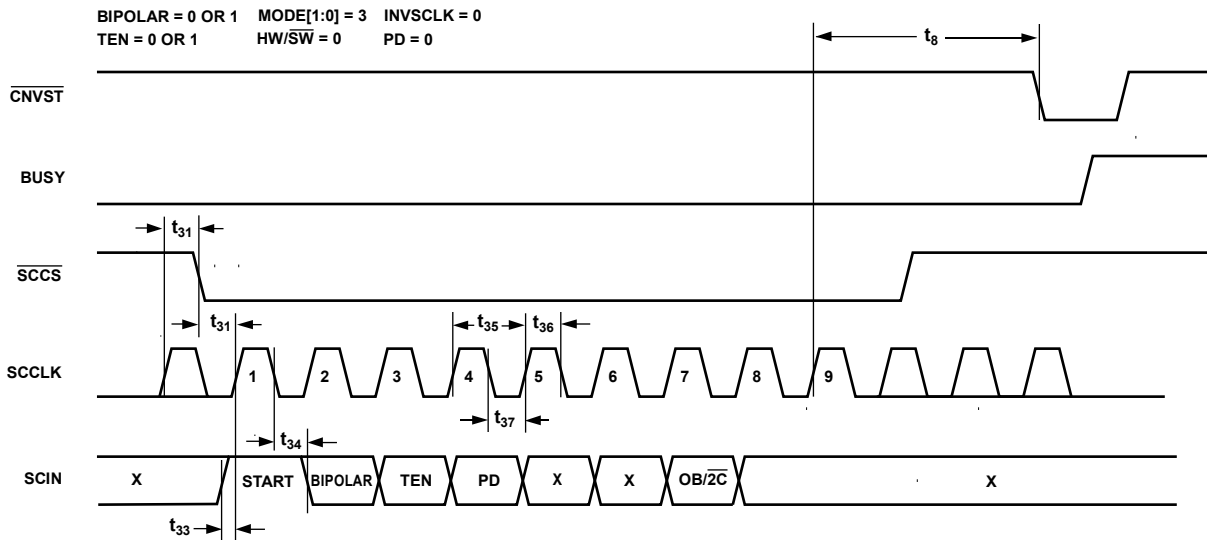 BIPOLAR = 0 OR 1 MODE[1:0] = 3 INVSCLK = 0
TEN = 0 OR 1 HW/SW = 0 PD = 0
t8
CNVST
BUSY
t31
SCCS
t31
t35
t36
SCCLK
1 2 3 4 5 6 7 8 9
t37
t34
SCIN
X START BIPOLAR TEN PD X X OB/2C X
t33